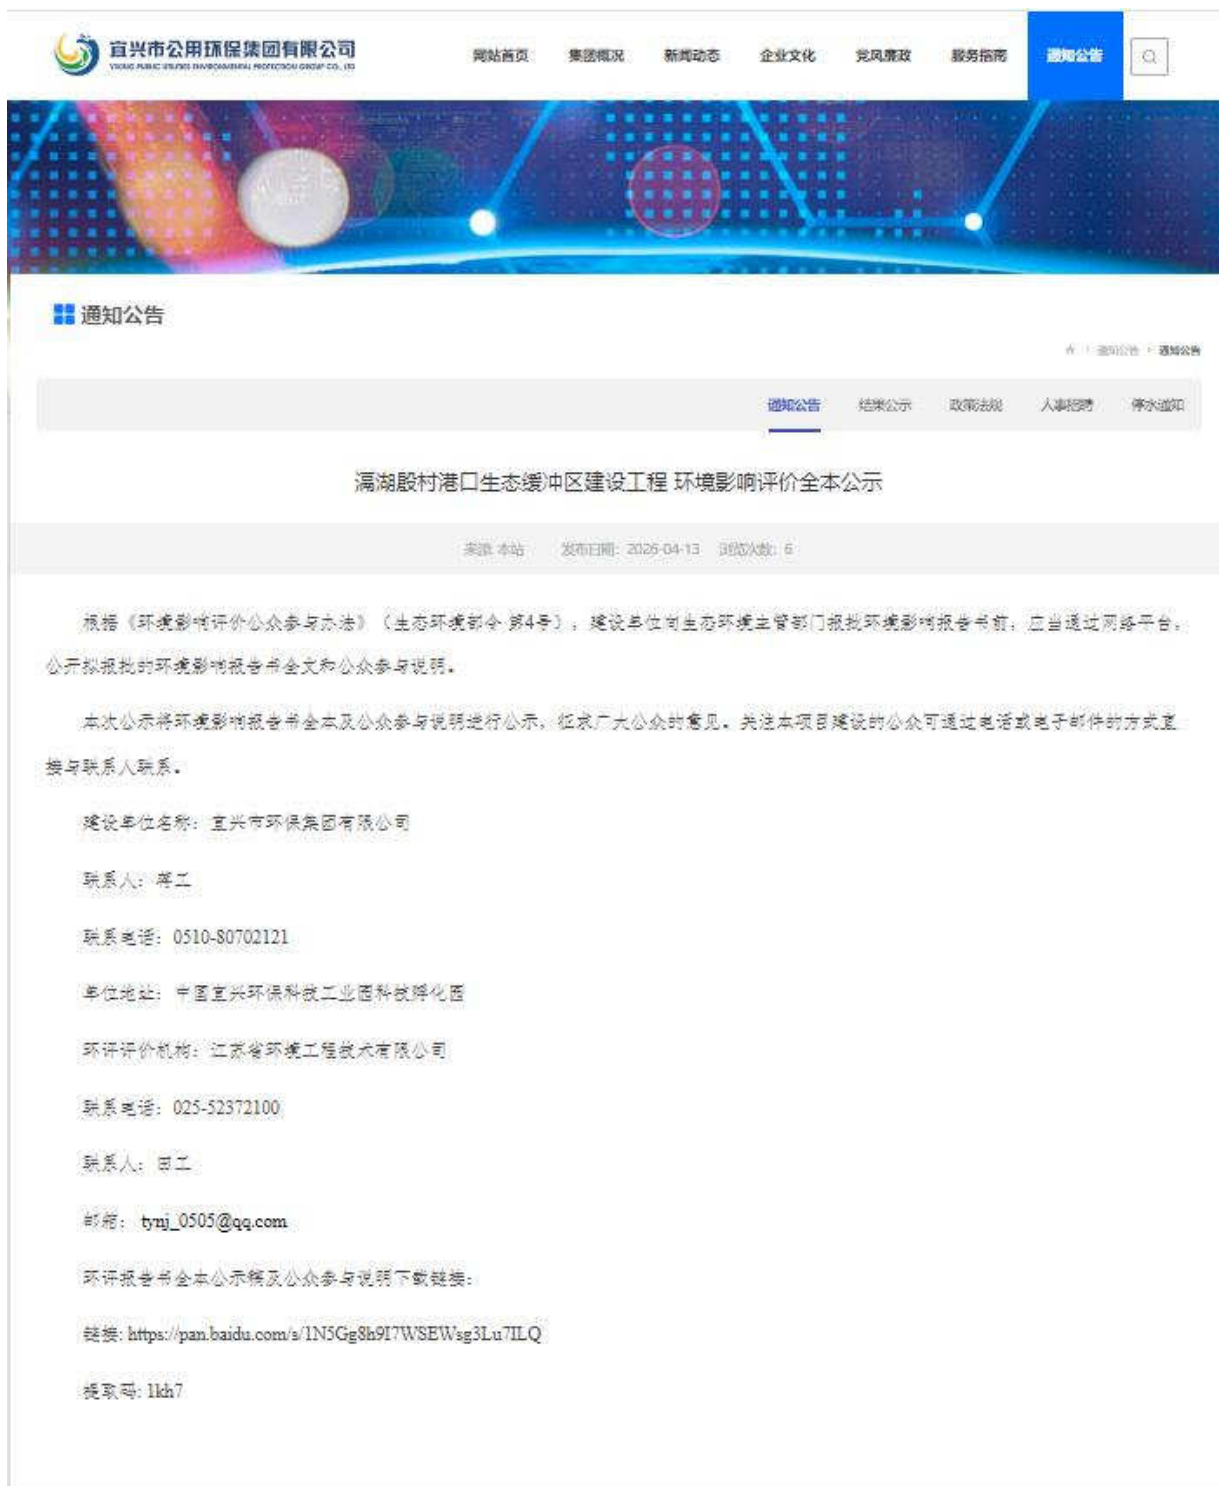 宜兴市公用环保集团有限公司
YIXING PUBLIC UTILITIES ENVIRONMENTAL PROTECTION GROUP CO., LTD
网站首页 集团概况 新闻动态 企业文化 党风廉政 服务指南 通知公告
通知公告
通知公告 通知公告
通知公告 结果公示 政策法规 人事招聘 停水通知
滆湖殷村港口生态缓冲区建设工程 环境影响评价全本公示
来源: 本站 发布日期: 2026-04-13 浏览次数: 6
根据《环境影响评价公众参与办法》（生态环境部令 第4号），建设单位向生态环境主管部门报批环境影响报告书前，应当通过网络平台，
公开拟报批的环境影响报告书全文和公众参与说明。
本次公示将环境影响报告书全本及公众参与说明进行公示，征求广大公众的意见。关注本项目建设的公众可通过电话或电子邮件的方式直
接与联系人联系。
建设单位名称：宜兴市环保集团有限公司
联系人：蒋工
联系电话：0510-80702121
单位地址：中国宜兴环保科技工业园科技孵化园
环评评价机构：江苏省环境工程技术有限公司
联系电话：025-52372100
联系人：田工
邮箱： tynj_0505@qq.com
环评报告书全本公示稿及公众参与说明下载链接：
链接: https://pan.baidu.com/s/1N5Gg8h9I7WSEWsg3Lu7ILQ
提取码: 1kh7